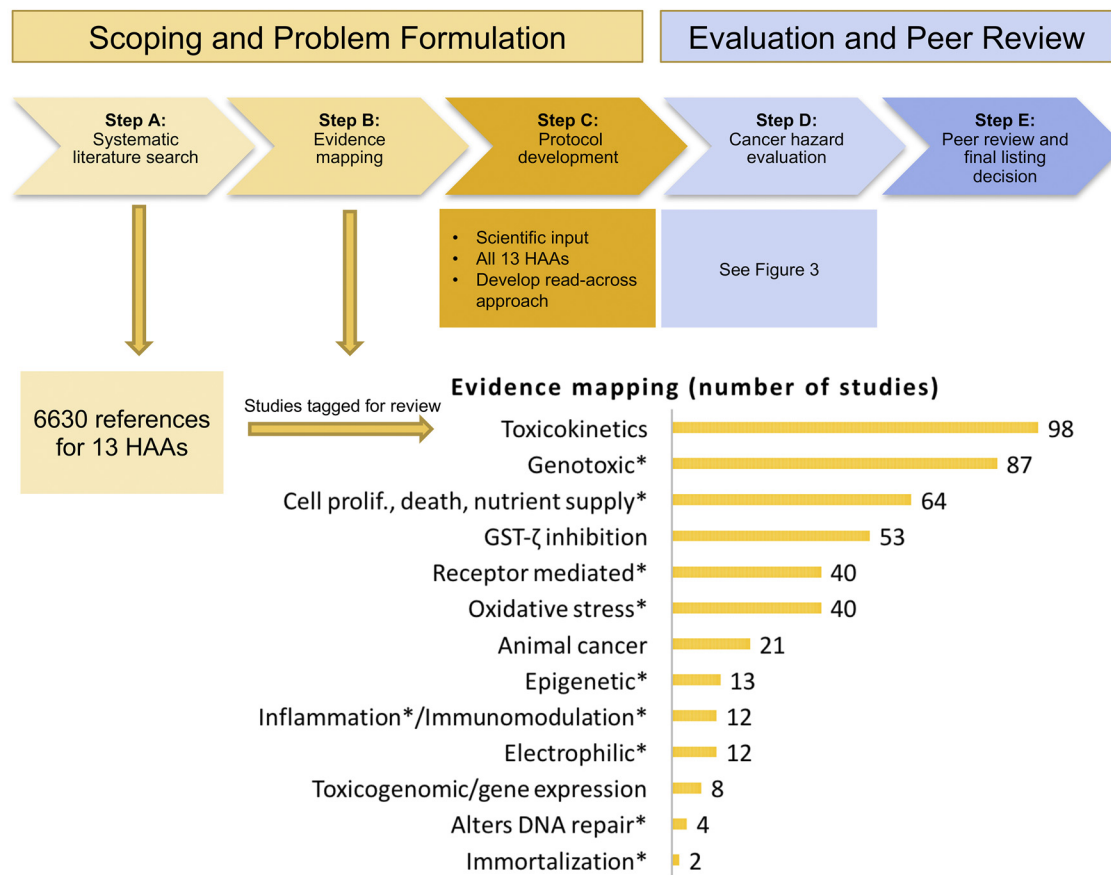 Scoping and Problem Formulation
Evaluation and Peer Review
Step A:
Systematic
literature search
Step B:
Evidence
mapping
Step C:
Protocol
development
Step D:
Cancer hazard
evaluation
Step E:
Peer review and
final listing
decision
• Scientific input
• All 13 HAAs
• Develop read-across
approach
See Figure 3
6630 references
for 13 HAAs
Studies tagged for review
Evidence mapping (number of studies)
Toxicokinetics 98
Genotoxic* 87
Cell prolif., death, nutrient supply* 64
GST-ζ inhibition 53
Receptor mediated* 40
Oxidative stress* 40
Animal cancer 21
Epigenetic* 13
Inflammation*/Immunomodulation* 12
Electrophilic* 12
Toxicogenomic/gene expression 8
Alters DNA repair* 4
Immortalization* 2